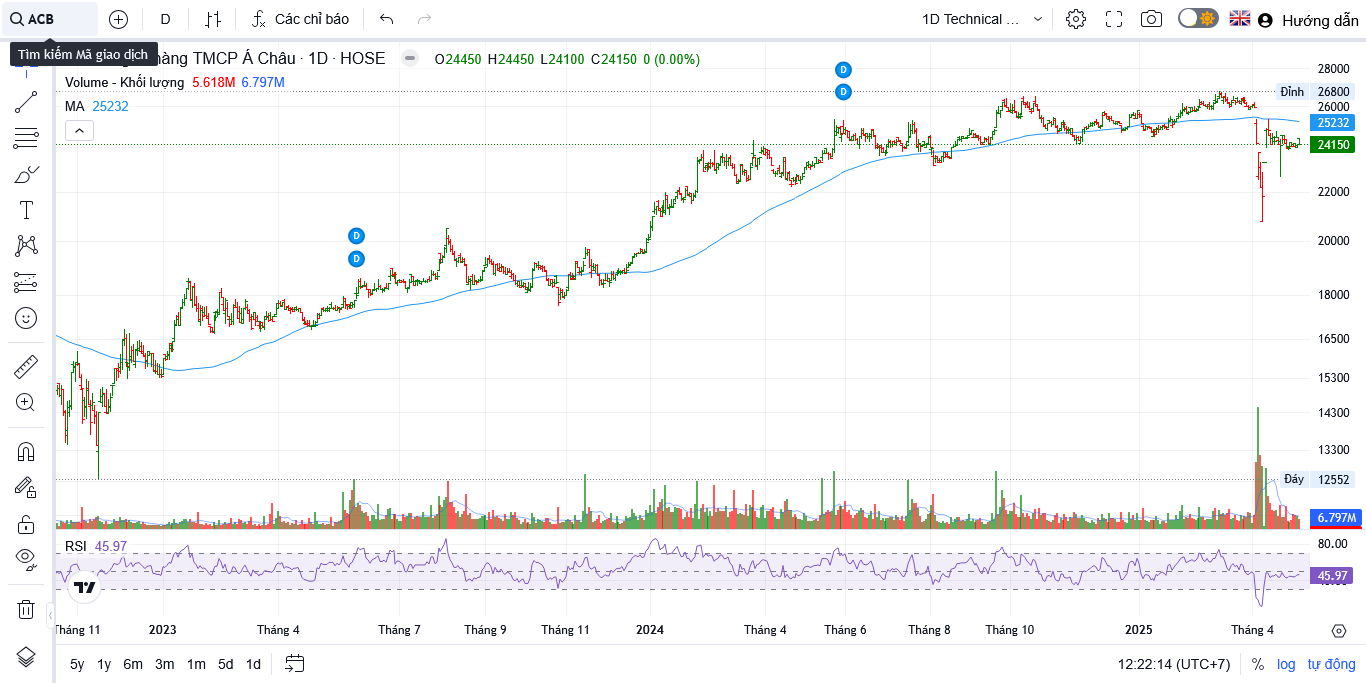 ACB
D
Các chỉ báo
1D Technical ...
Hướng dẫn
Tìm kiếm Mã giao dịch
hàng TMCP Á Châu · 1D · HOSE
O24450 H24450 L24100 C24150 0 (0.00%)
Volume - Khối lượng 5.618M 6.797M
MA 25232
D
D
D
D
28000
Đỉnh 26800
26000
25232
24150
22000
20000
18000
16500
15300
14300
13300
Đáy 12552
6.797M
RSI 45.97
80.00
45.97
Tháng 11 2023 Tháng 4 Tháng 7 Tháng 9 Tháng 11 2024 Tháng 4 Tháng 6 Tháng 8 Tháng 10 2025 Tháng 4
5y 1y 6m 3m 1m 5d 1d
12:22:14 (UTC+7) % log tự động